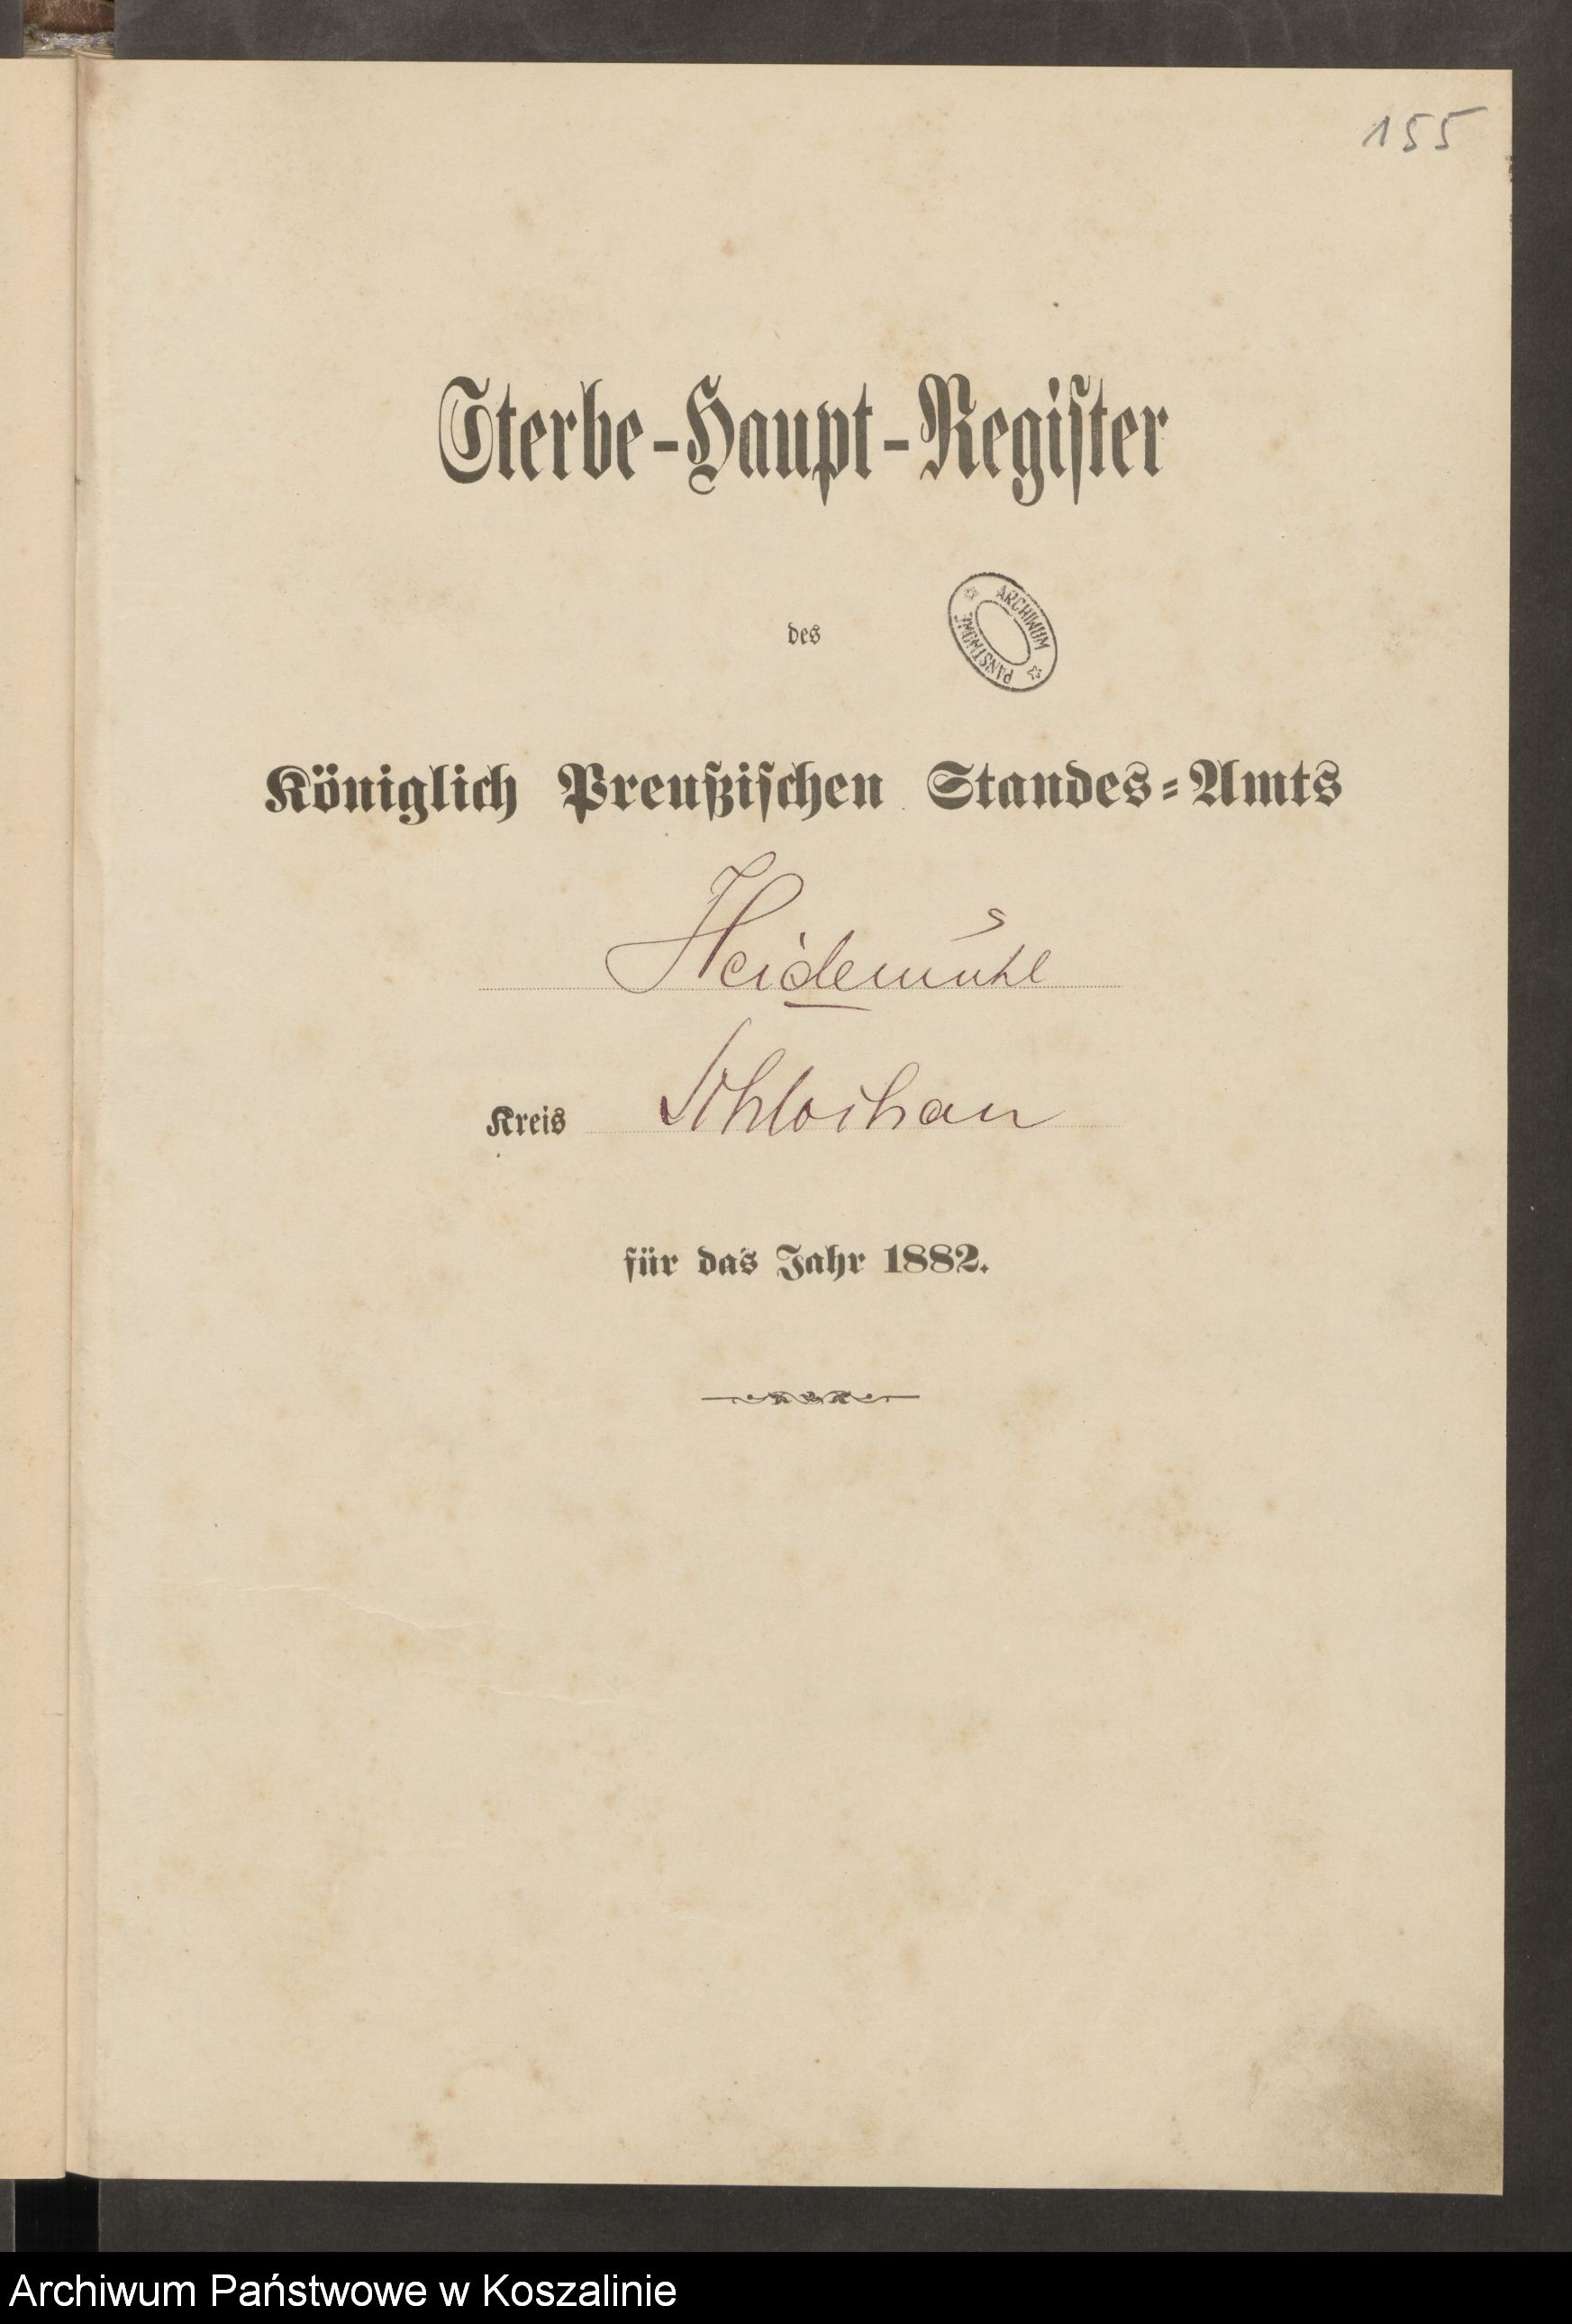 155
Sterbe-Haupt-Register
des
ARCHIWUM
PAŃSTWOWE
Königlich Preußischen Standes-Amts
Heidemühl
Kreis Schlochau
für das Jahr 1882.
Archiwum Państwowe w Koszalinie